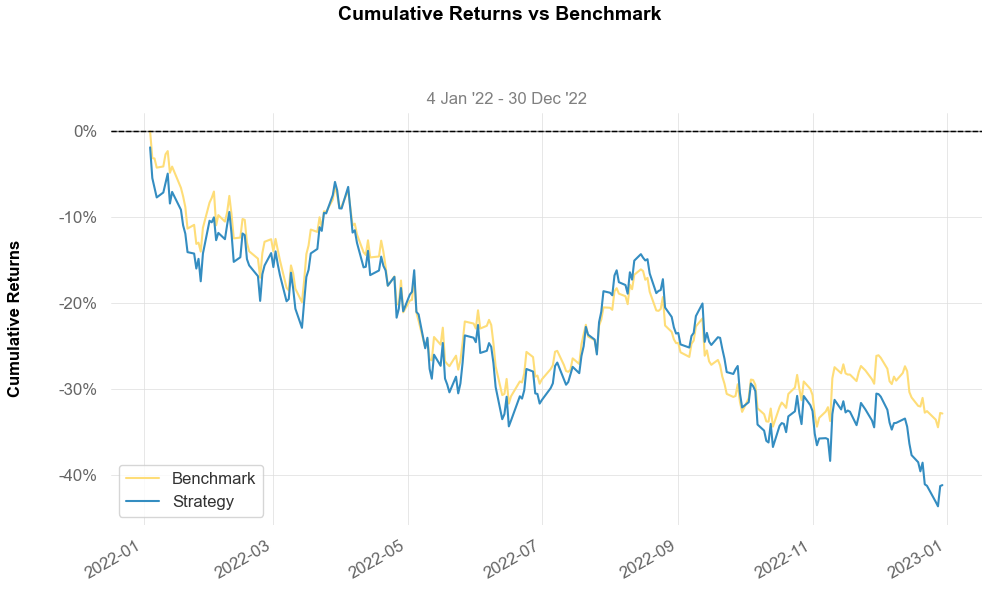 Cumulative Returns vs Benchmark
4 Jan '22 - 30 Dec '22
Cumulative Returns
0%
-10%
-20%
-30%
-40%
Benchmark
Strategy
2022-01
2022-03
2022-05
2022-07
2022-09
2022-11
2023-01